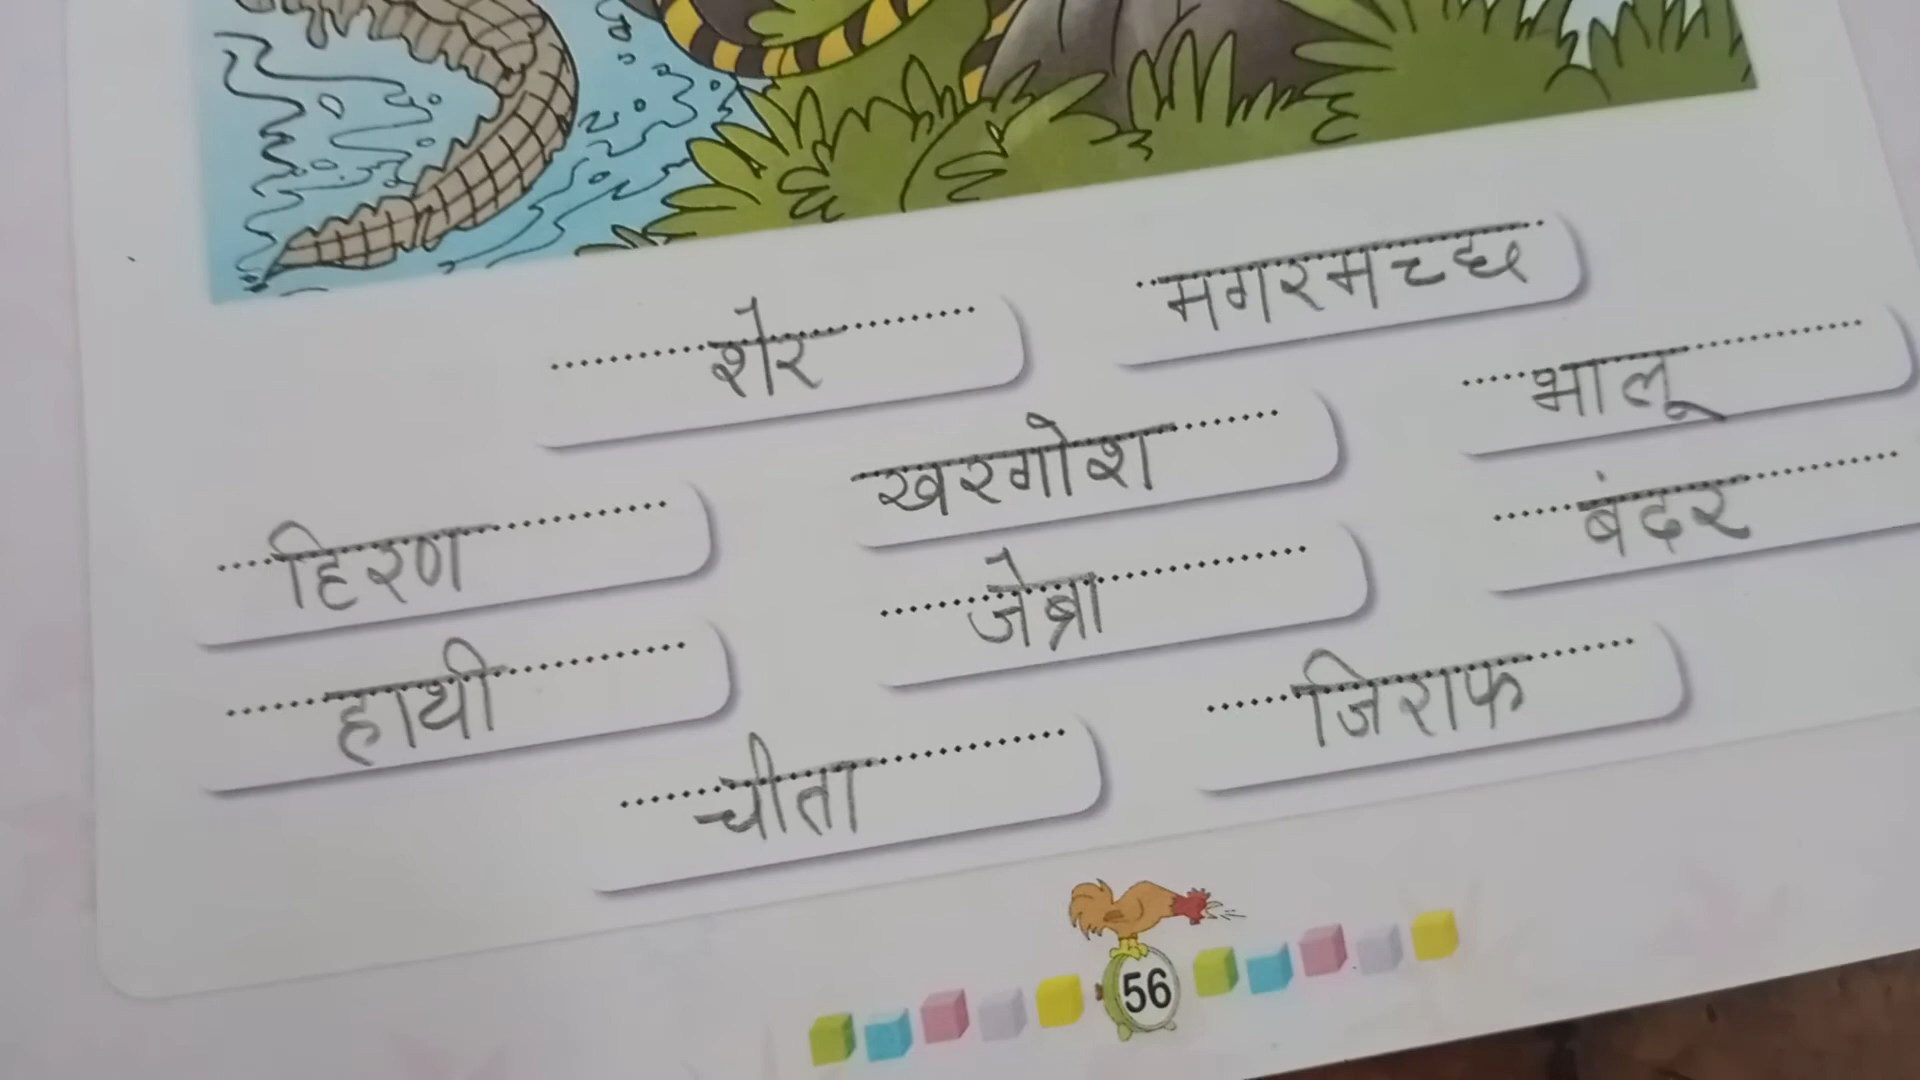 शेर
मगरमच्छ
भालू
खरगोश
हिरण
बंदर
जेब्रा
हाथी
जिराफ
चीता
56